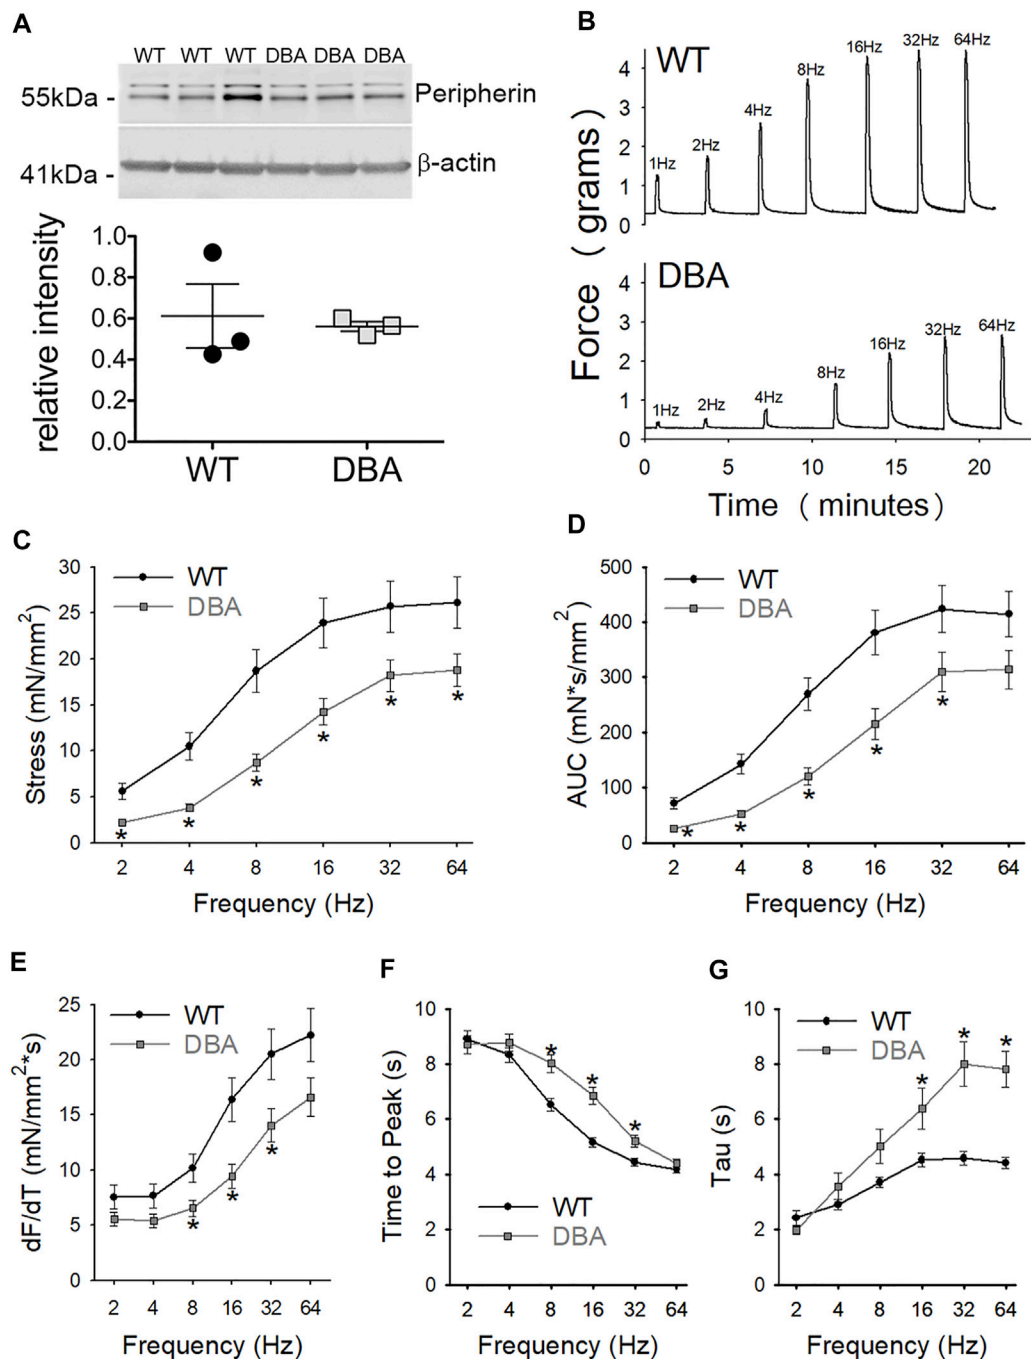 A
WT WT WT DBA DBA DBA
55kDa -
Peripherin
41kDa -
β-actin
relative intensity
1.0
0.8
0.6
0.4
0.2
0.0
WT DBA
B
WT
4
3
2
1
0
1Hz 2Hz 4Hz 8Hz 16Hz 32Hz 64Hz
DBA
4
3
2
1
0
1Hz 2Hz 4Hz 8Hz 16Hz 32Hz 64Hz
Force ( grams)
0 5 10 15 20
Time ( minutes)
C
WT
DBA
Stress (mN/mm²)
30
25
20
15
10
5
0
* * * * * *
2 4 8 16 32 64
Frequency (Hz)
D
WT
DBA
AUC (mN*s/mm²)
500
400
300
200
100
0
* * * * *
2 4 8 16 32 64
Frequency (Hz)
E
WT
DBA
dF/dT (mN/mm²*s)
25
20
15
10
5
0
* * *
2 4 8 16 32 64
Frequency (Hz)
F
Time to Peak (s)
10
8
6
4
2
0
* * *
WT
DBA
2 4 8 16 32 64
Frequency (Hz)
G
WT
DBA
Tau (s)
10
8
6
4
2
0
* * *
2 4 8 16 32 64
Frequency (Hz)